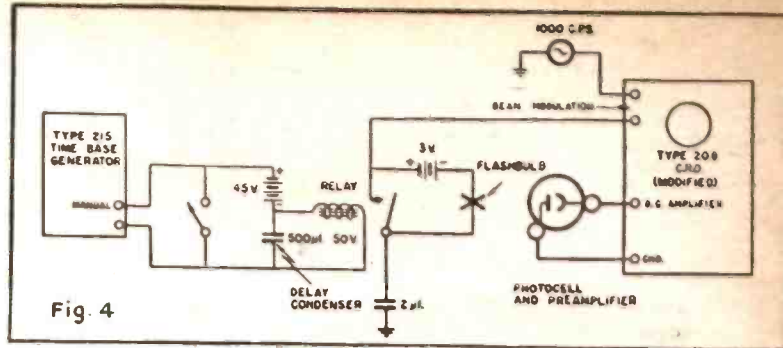 1000 C.P.S.
BEAM MODULATION
TYPE 215
TIME BASE
GENERATOR
MANUAL
45V.
RELAY
500µf. 50V.
DELAY
CONDENSER
3V.
+
-
FLASHBULB
2µf.
TYPE 208
C.R.O.
(MODIFIED)
D.C. AMPLIFIER
GND.
PHOTOCELL
AND PREAMPLIFIER
Fig. 4